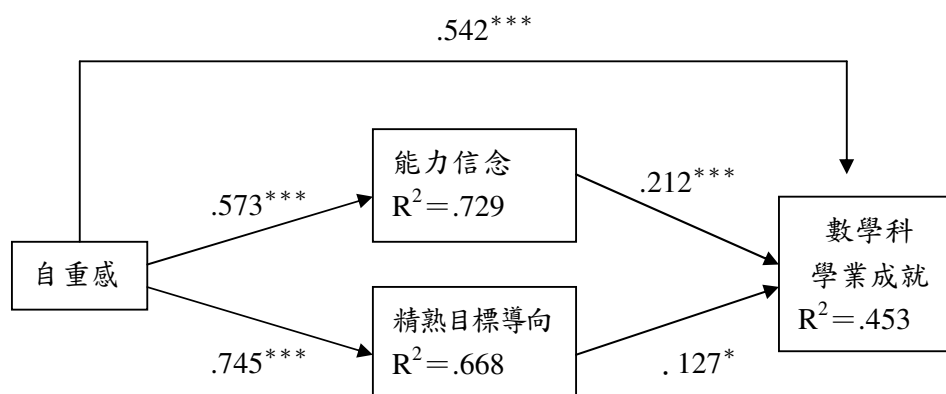 .542***
能力信念
R²＝.729
.573***
.212***
自重感
數學科
學業成就
R²＝.453
精熟目標導向
R²＝.668
.745***
.127*